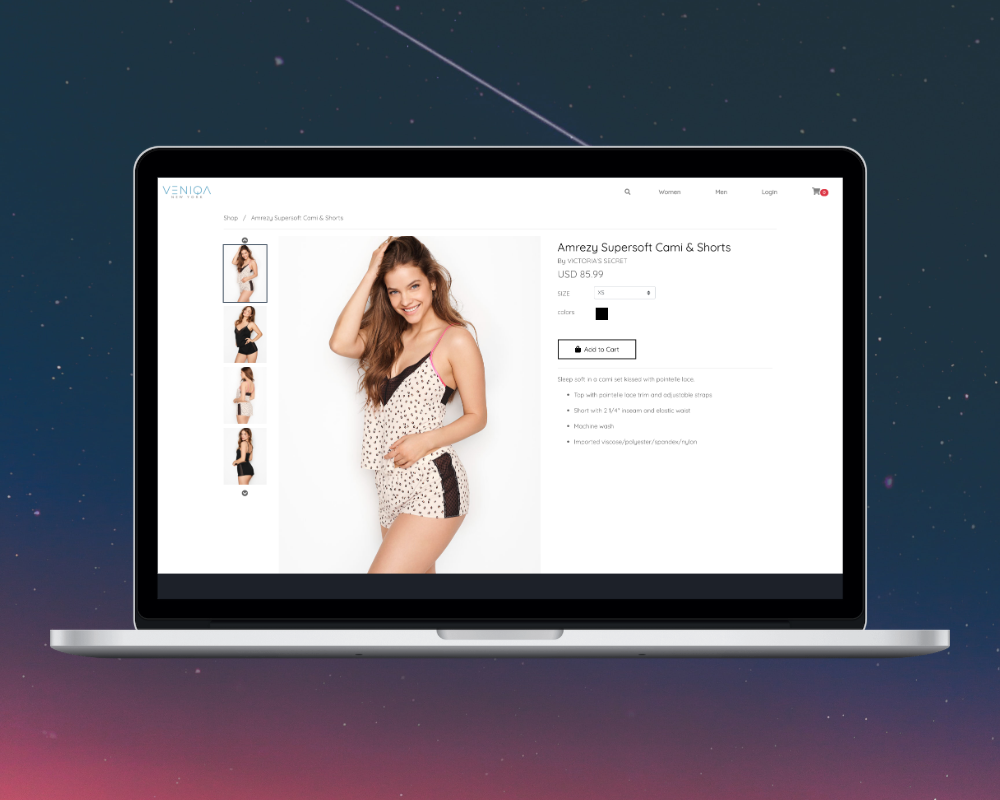 VENIQA
NEW YORK
Women
Men
Login
0
Shop / Amrezy Supersoft Cami & Shorts
Amrezy Supersoft Cami & Shorts
By VICTORIA'S SECRET
USD 85.99
SIZE XS
colors
Add to Cart
Sleep soft in a cami set kissed with pointelle lace.
Top with pointelle lace trim and adjustable straps
Short with 2 3/4" inseam and elastic waist
Machine wash
Imported viscose/polyester/spandex/nylon